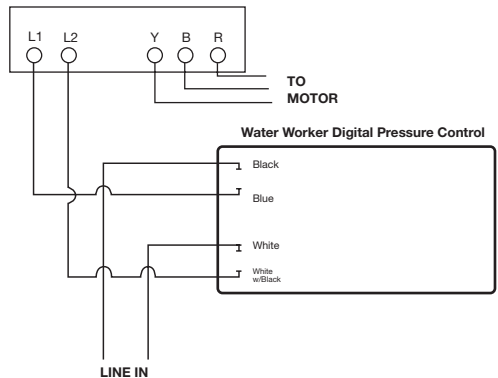 L1 L2 Y B R
TO
MOTOR
Water Worker Digital Pressure Control
Black
Blue
White
White
w/Black
LINE IN